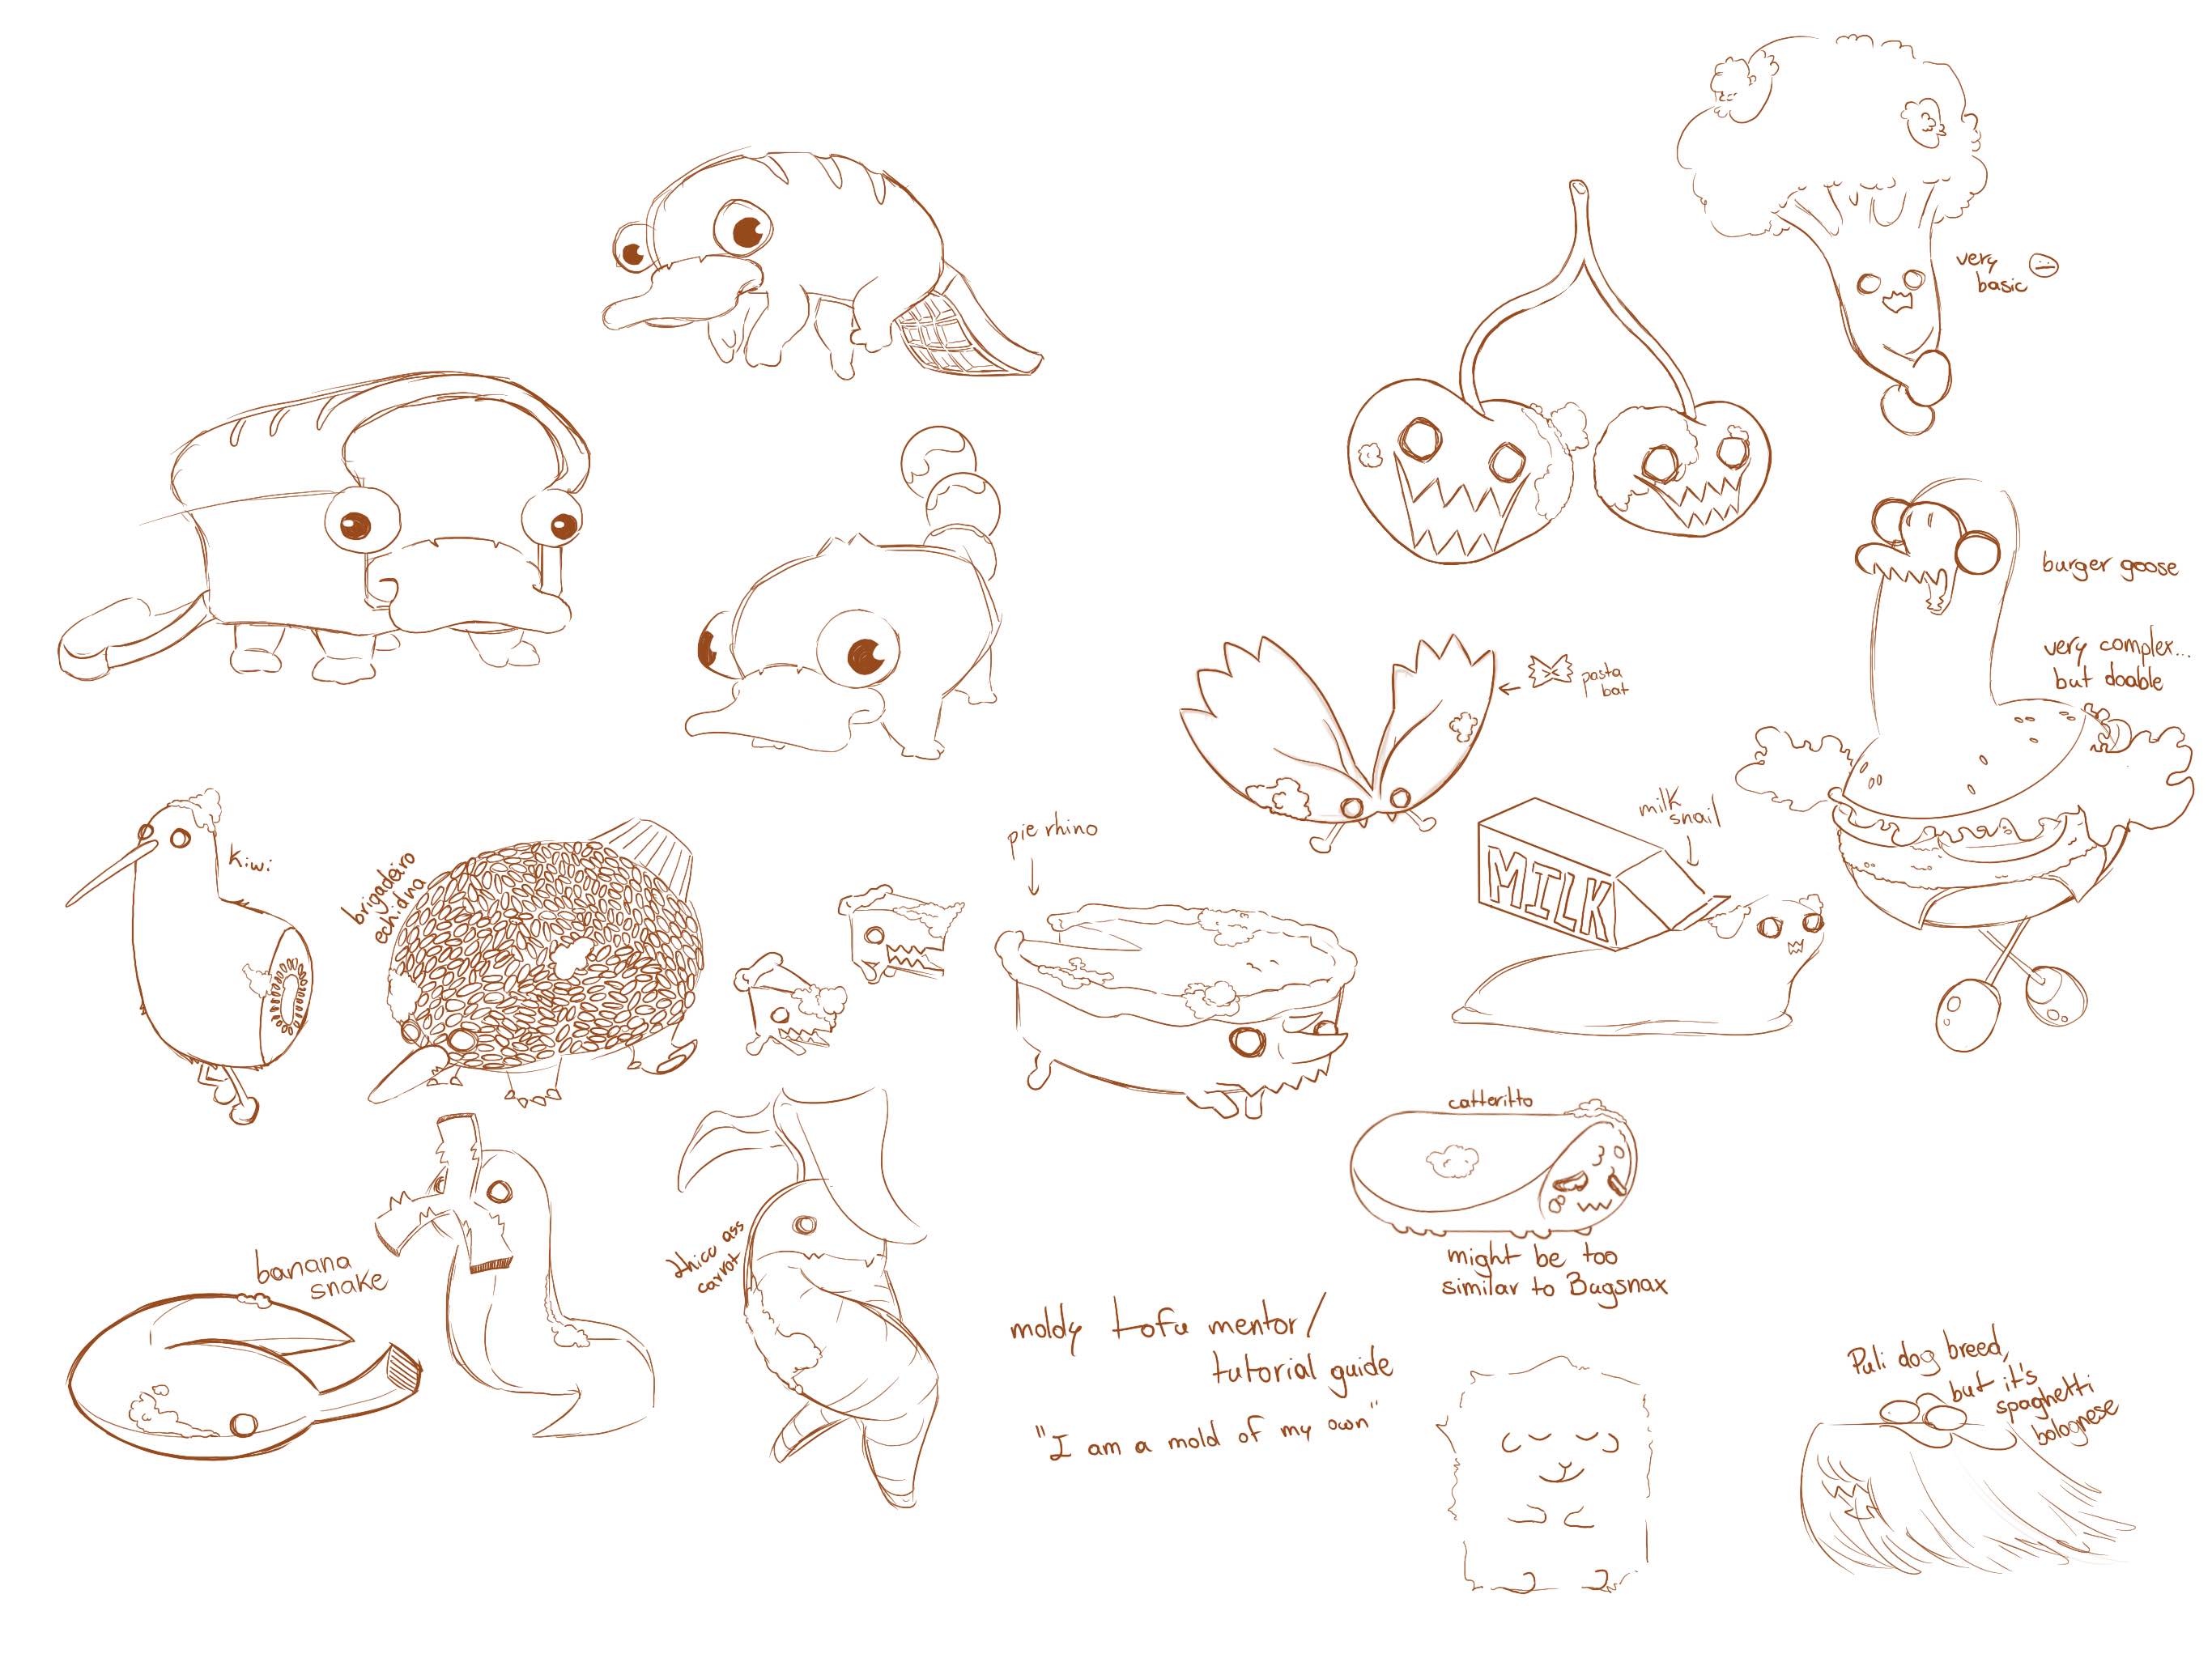 very
basic
burger goose
very complex...
but doable
pasta
bat
milk
snail
MILK
Kiwi
brigadeiro
echidna
pie rhino
catteritto
might be too
similar to Bugsnax
banana
snake
thicc ass
carrot
moldy tofu mentor/
tutorial guide
"I am a mold of my own"
Puli dog breed,
but it's
spaghetti
bolognese